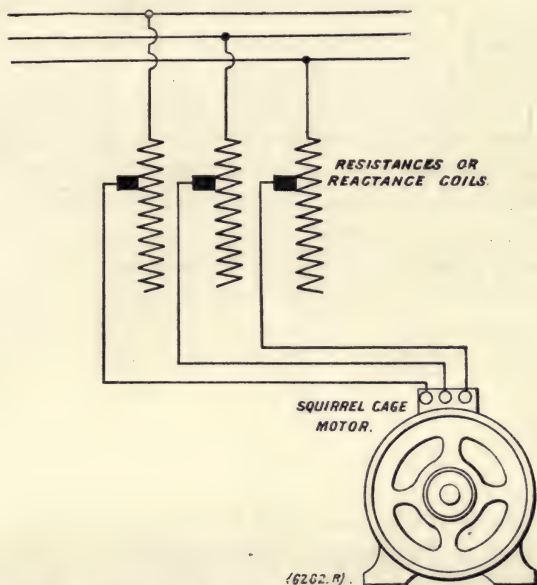 RESISTANCES OR
REACTANCE COILS.
SQUIRREL CAGE
MOTOR.
(6262.R).